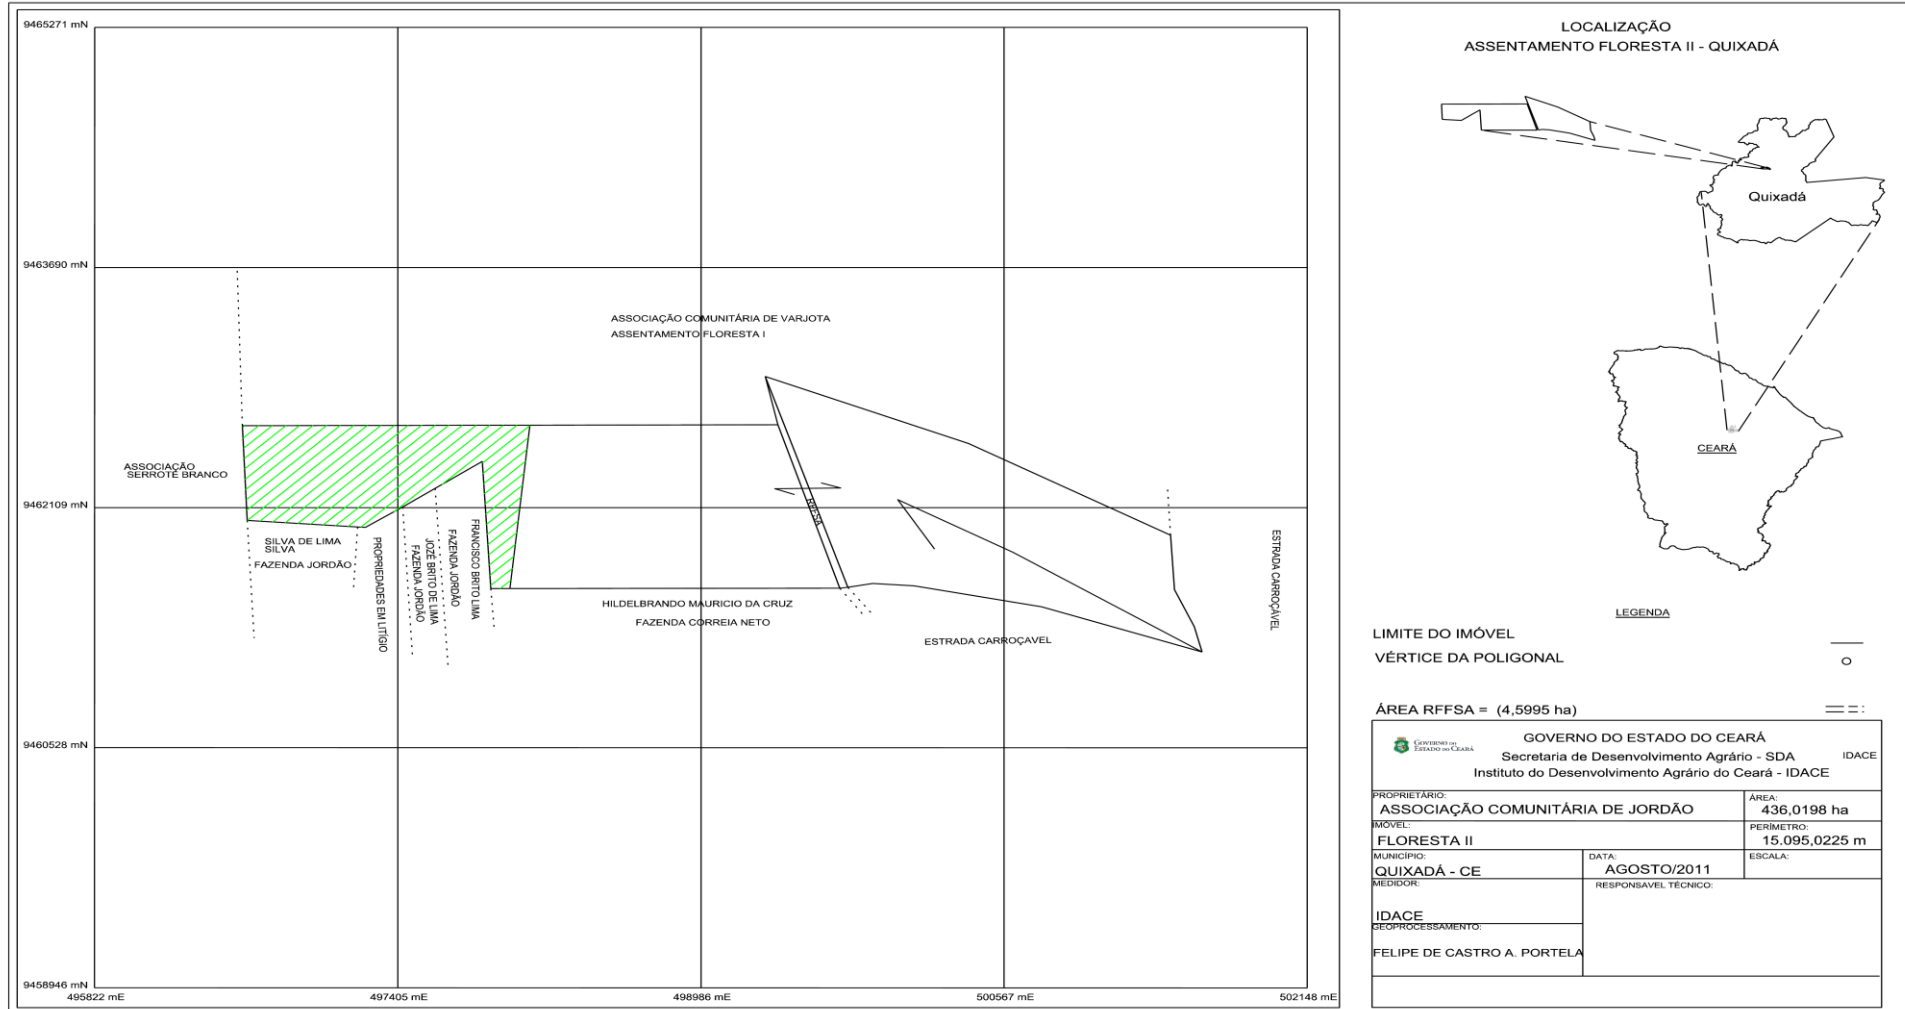 9465271 mN
9463690 mN
9462109 mN
9460528 mN
9458946 mN
495822 mE
497405 mE
498986 mE
500567 mE
502148 mE
ASSOCIAÇÃO COMUNITÁRIA DE VARJOTA
ASSENTAMENTO FLORESTA I
ASSOCIAÇÃO
SERROTE BRANCO
SILVA DE LIMA
SILVA
FAZENDA JORDÃO
PROPRIEDADES EM LITÍGIO
FAZENDA JORDÃO
JOZÉ BRITO DE LIMA
FAZENDA JORDÃO
FRANCISCO BRITO LIMA
RFFSA
HILDELBRANDO MAURICIO DA CRUZ
FAZENDA CORREIA NETO
ESTRADA CARROÇAVEL
ESTRADA CARROÇÁVEL
LOCALIZAÇÃO
ASSENTAMENTO FLORESTA II - QUIXADÁ
Quixadá
CEARÁ
LEGENDA
LIMITE DO IMÓVEL
VÉRTICE DA POLIGONAL
ÁREA RFFSA = (4,5995 ha)
GOVERNO DO
ESTADO DO CEARÁ
GOVERNO DO ESTADO DO CEARÁ
Secretaria de Desenvolvimento Agrário - SDA
IDACE
Instituto do Desenvolvimento Agrário do Ceará - IDACE
PROPRIETÁRIO:
ASSOCIAÇÃO COMUNITÁRIA DE JORDÃO
ÁREA:
436,0198 ha
IMÓVEL:
FLORESTA II
PERÍMETRO:
15.095,0225 m
MUNICÍPIO:
QUIXADÁ - CE
DATA:
AGOSTO/2011
ESCALA:
MEDIDOR:
IDACE
RESPONSAVEL TÉCNICO:
GEOPROCESSAMENTO:
FELIPE DE CASTRO A. PORTELA